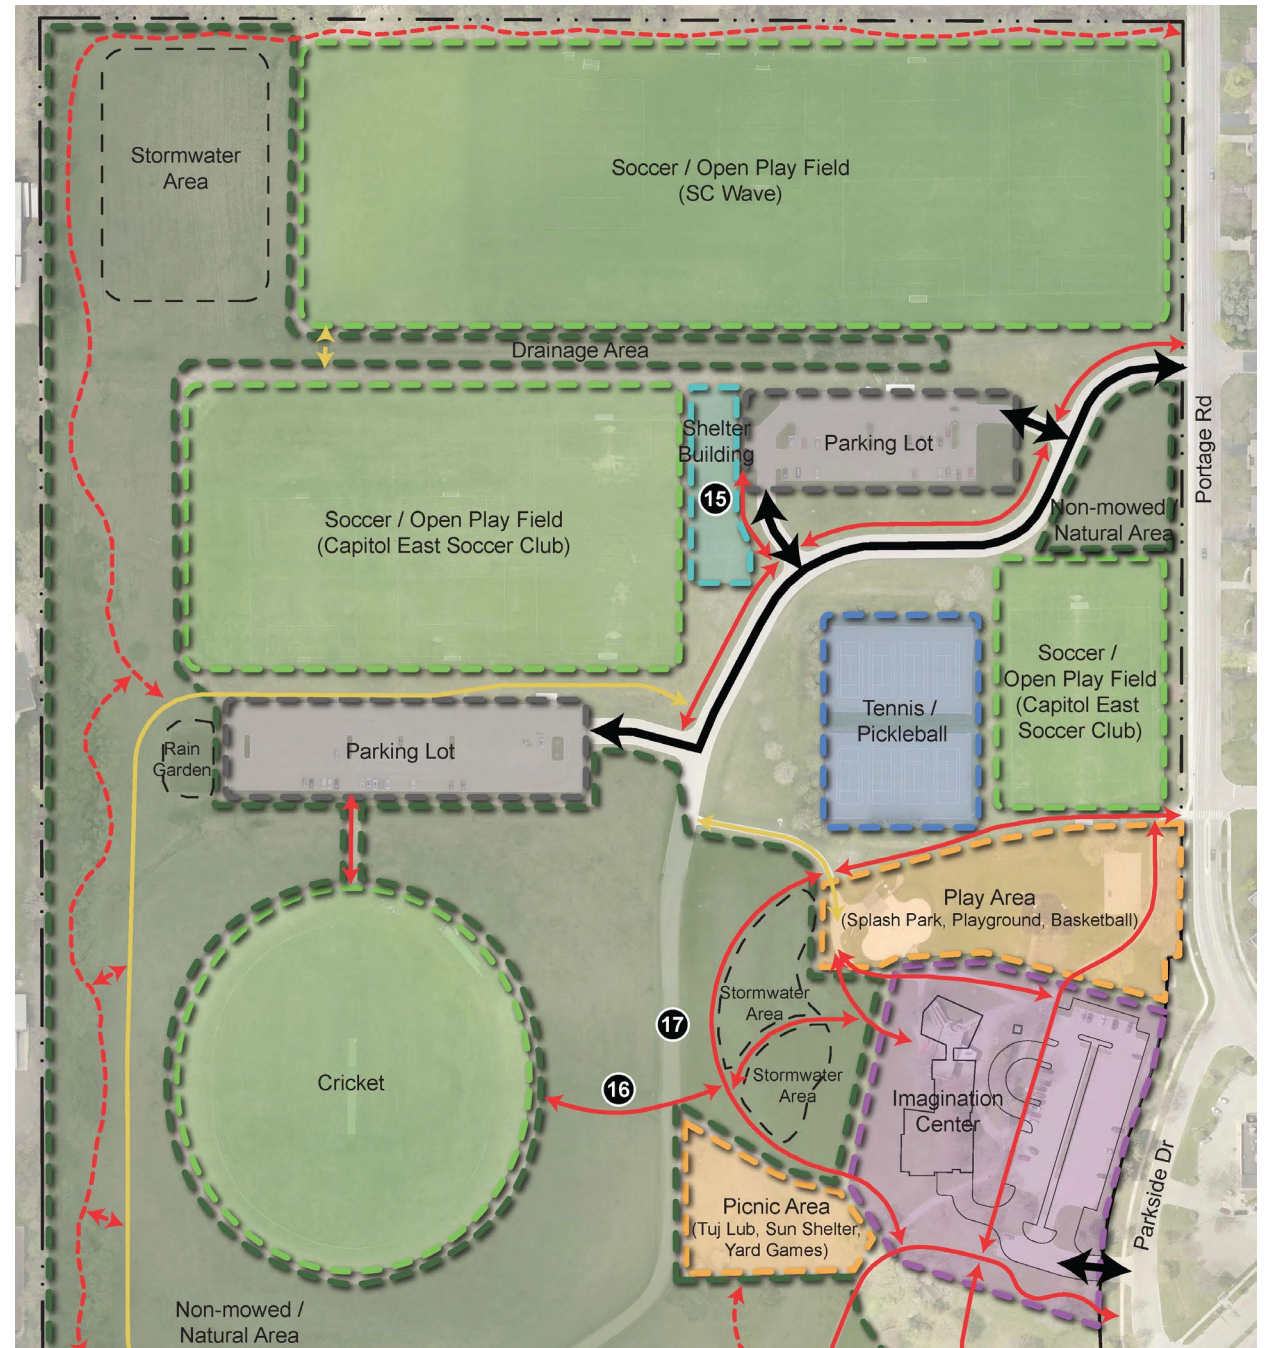 Stormwater
Area
Soccer / Open Play Field
(SC Wave)
Drainage Area
Shelter
Building
15
Parking Lot
Portage Rd
Non-mowed /
Natural Area
Soccer / Open Play Field
(Capitol East Soccer Club)
Soccer /
Open Play Field
(Capitol East
Soccer Club)
Tennis /
Pickleball
Rain
Garden
Parking Lot
Play Area
(Splash Park, Playground, Basketball)
Stormwater
Area
17
Cricket
16
Stormwater
Area
Imagination
Center
Parkside Dr
Picnic Area
(Tuj Lub, Sun Shelter,
Yard Games)
Non-mowed /
Natural Area